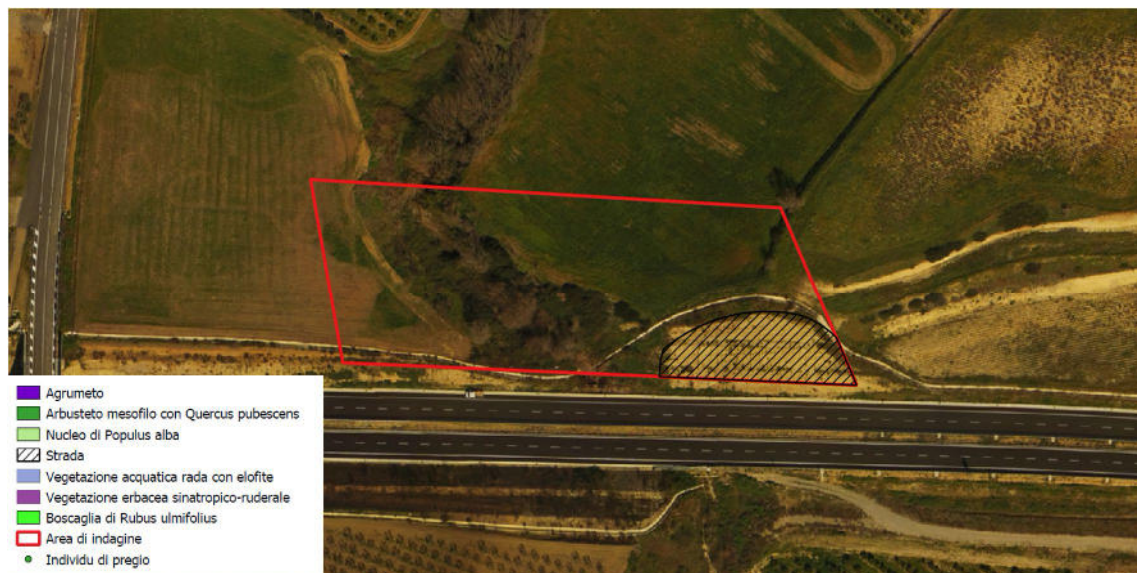 Agrumeto
Arbusteto mesofilo con Quercus pubescens
Nucleo di Populus alba
Strada
Vegetazione acquatica rada con elofite
Vegetazione erbacea sinatropico-ruderale
Boscaglia di Rubus ulmifolius
Area di indagine
Individu di pregio